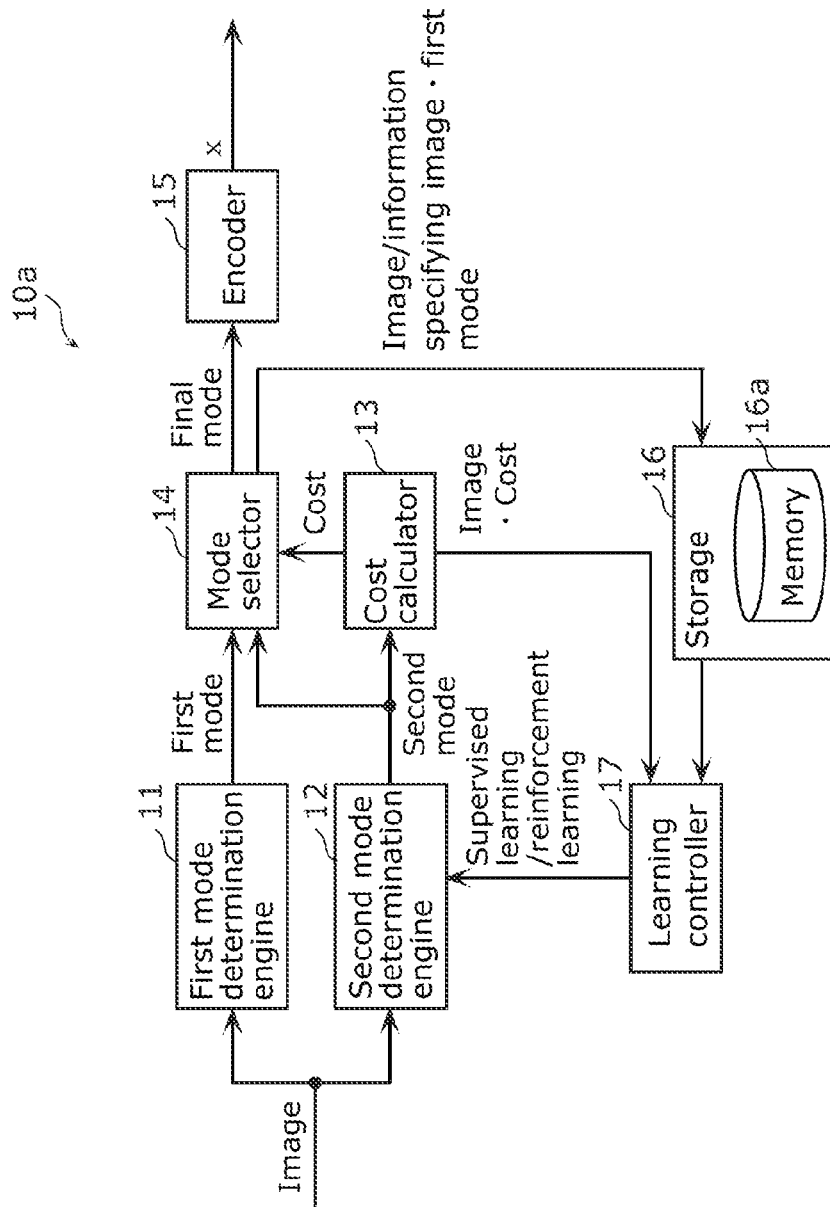 10a
Image
11
First mode
determination
engine
12
Second mode
determination
engine
First
mode
Second
mode
14
Mode
selector
13
Cost
calculator
Cost
Final
mode
15
Encoder
x
Supervised
learning
/reinforcement
learning
17
Learning
controller
Image
· Cost
Image/information
specifying image · first
mode
16
Storage
16a
Memory